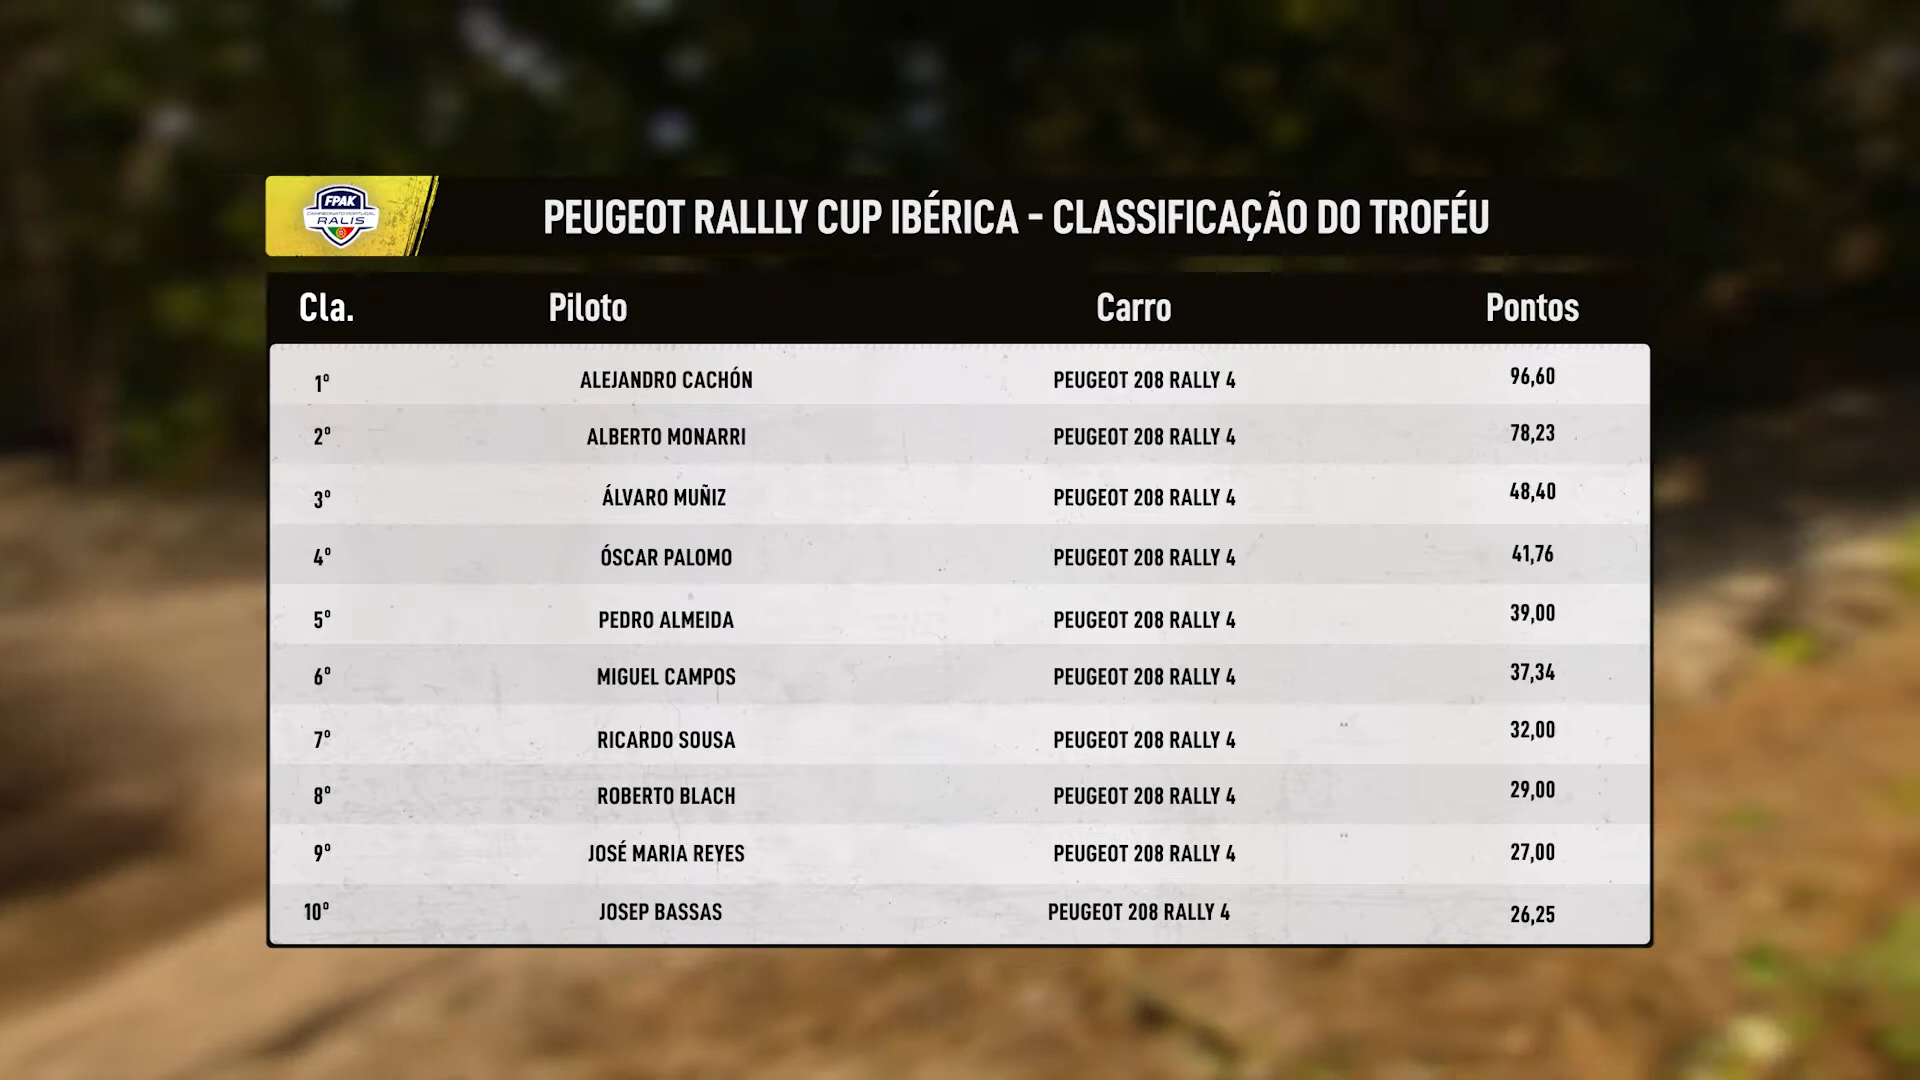 FPAK
CAMPEONATO PORTUGAL
RALIS
PEUGEOT RALLLY CUP IBÉRICA - CLASSIFICAÇÃO DO TROFÉU
Cla. Piloto Carro Pontos
1º ALEJANDRO CACHÓN PEUGEOT 208 RALLY 4 96,60
2º ALBERTO MONARRI PEUGEOT 208 RALLY 4 78,23
3º ÁLVARO MUÑIZ PEUGEOT 208 RALLY 4 48,40
4º ÓSCAR PALOMO PEUGEOT 208 RALLY 4 41,76
5º PEDRO ALMEIDA PEUGEOT 208 RALLY 4 39,00
6º MIGUEL CAMPOS PEUGEOT 208 RALLY 4 37,34
7º RICARDO SOUSA PEUGEOT 208 RALLY 4 32,00
8º ROBERTO BLACH PEUGEOT 208 RALLY 4 29,00
9º JOSÉ MARIA REYES PEUGEOT 208 RALLY 4 27,00
10º JOSEP BASSAS PEUGEOT 208 RALLY 4 26,25